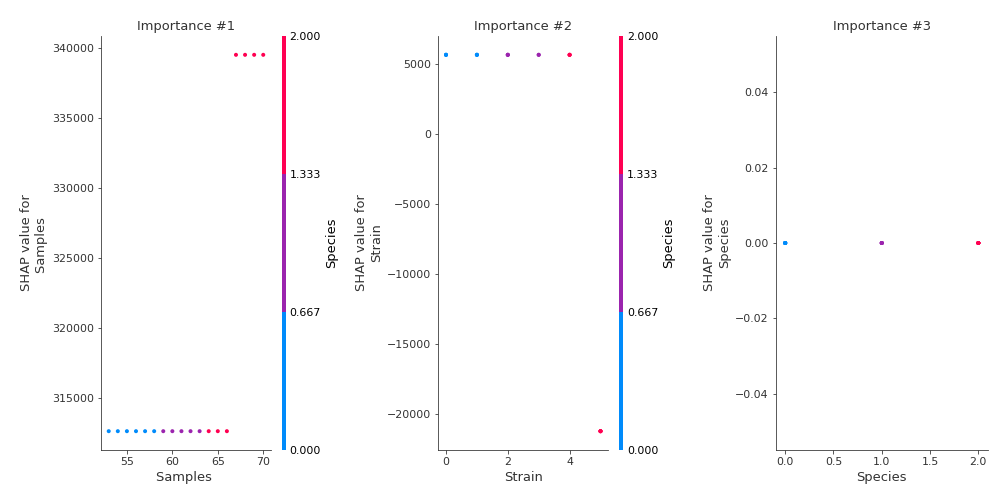 Importance #1
340000
335000
330000
325000
320000
315000
SHAP value for
Samples
55
60
65
70
Samples
2.000
1.333
0.667
0.000
Species
Importance #2
5000
0
−5000
−10000
−15000
−20000
SHAP value for
Strain
0
2
4
Strain
2.000
1.333
0.667
0.000
Species
Importance #3
0.04
0.02
0.00
−0.02
−0.04
SHAP value for
Species
0.0
0.5
1.0
1.5
2.0
Species